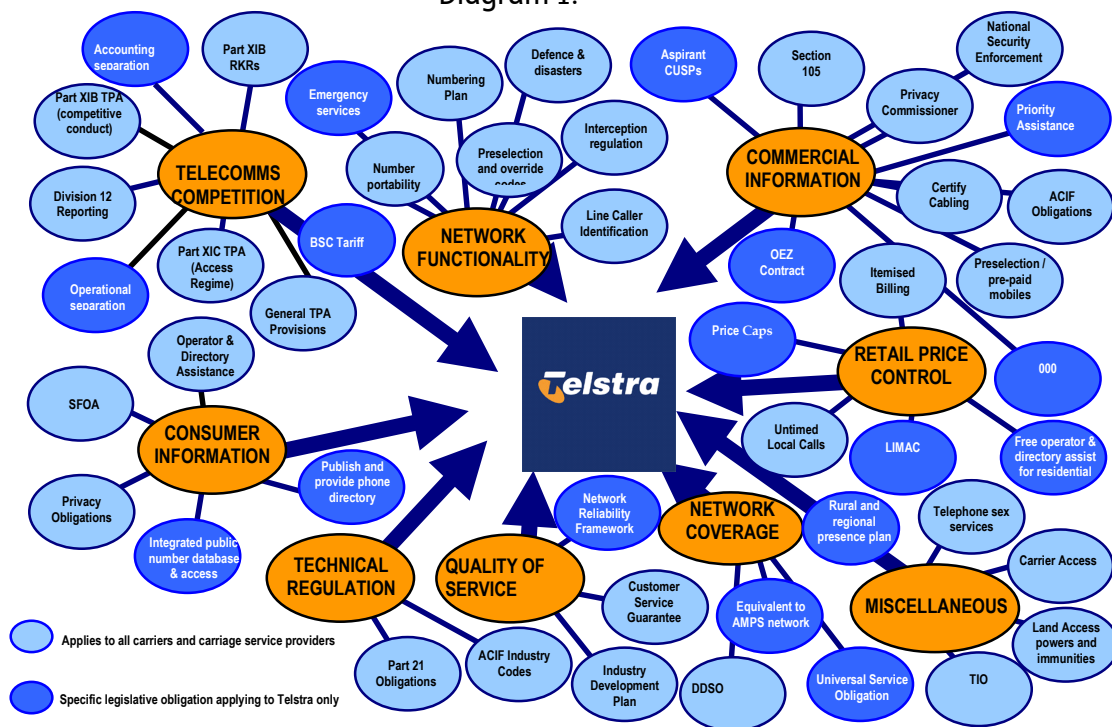 Diagram 1:
Accounting
separation
Part XIB
RKRs
Part XIB TPA
(competitive
conduct)
TELECOMMS
COMPETITION
Division 12
Reporting
Part XIC TPA
(Access
Regime)
Operational
separation
General TPA
Provisions
BSC Tariff
Emergency
services
Numbering
Plan
Defence &
disasters
Number
portability
Preselection
and override
codes
Interception
regulation
Line Caller
Identification
NETWORK
FUNCTIONALITY
Aspirant
CUSPs
Section
105
National
Security
Enforcement
Privacy
Commissioner
Priority
Assistance
COMMERCIAL
INFORMATION
Certify
Cabling
ACIF
Obligations
OEZ
Contract
Preselection /
pre-paid
mobiles
Itemised
Billing
Price Caps
RETAIL PRICE
CONTROL
000
Untimed
Local Calls
LIMAC
Free operator &
directory assist
for residential
Telstra
Operator &
Directory
Assistance
SFOA
CONSUMER
INFORMATION
Publish and
provide phone
directory
Privacy
Obligations
Integrated public
number database
& access
TECHNICAL
REGULATION
Part 21
Obligations
ACIF Industry
Codes
QUALITY OF
SERVICE
Network
Reliability
Framework
Customer
Service
Guarantee
Industry
Development
Plan
NETWORK
COVERAGE
Equivalent to
AMPS network
DDSO
Universal Service
Obligation
Rural and
regional
presence plan
Telephone sex
services
Carrier Access
MISCELLANEOUS
Land Access
powers and
immunities
TIO
Applies to all carriers and carriage service providers
Specific legislative obligation applying to Telstra only